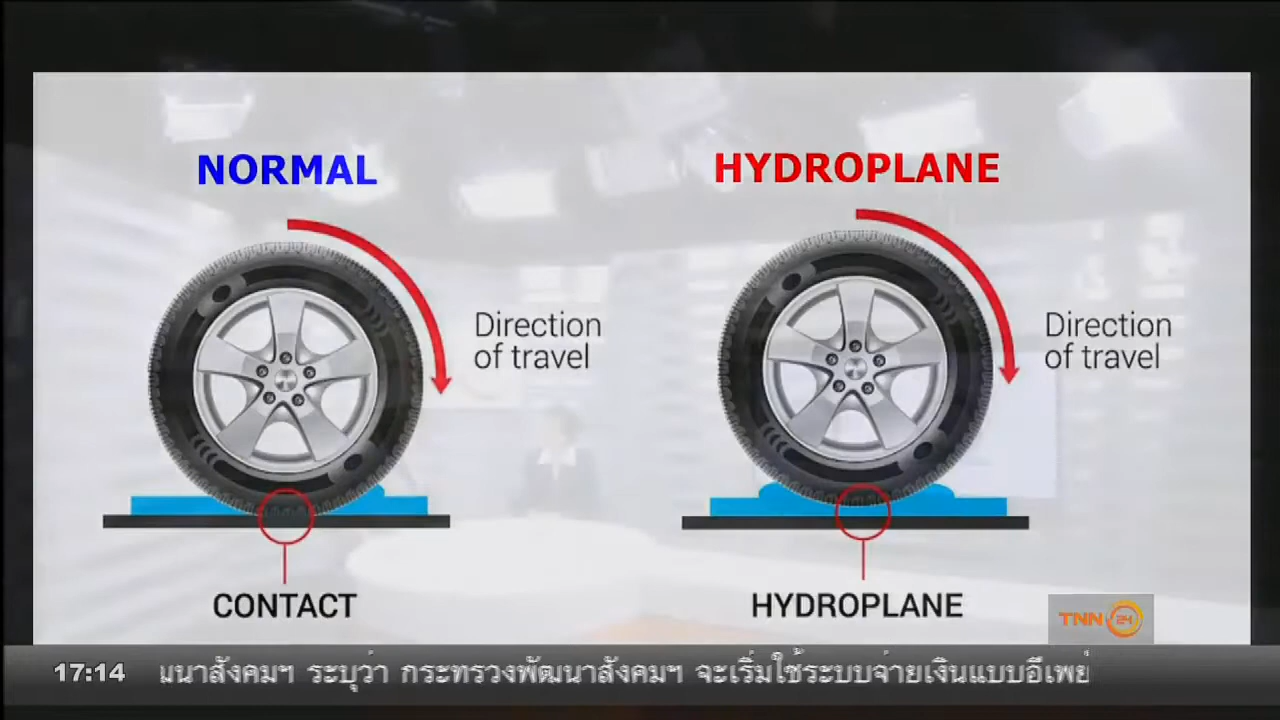 NORMAL
HYDROPLANE
Direction
of travel
Direction
of travel
CONTACT
HYDROPLANE
TNN 24
17:14 นาสังคมฯ ระบุว่า กระทรวงพัฒนาสังคมฯ จะเริ่มใช้ระบบจ่ายเงินแบบอีเพย์